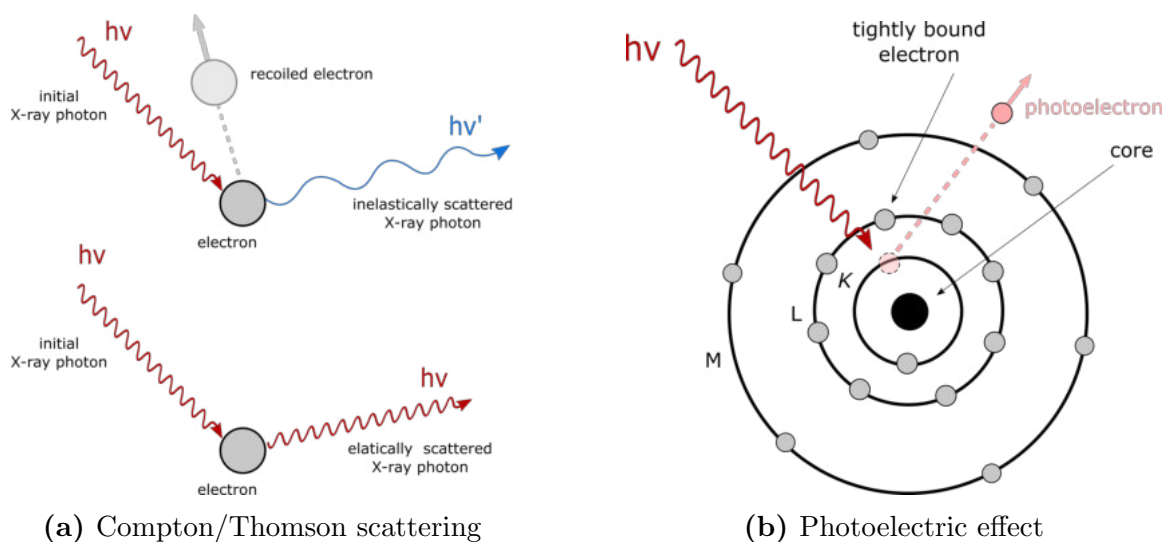 hν
recoiled electron
initial
X-ray photon
hν'
inelastically scattered
X-ray photon
electron
hν
initial
X-ray photon
hν
elatically scattered
X-ray photon
electron
(a) Compton/Thomson scattering
tightly bound
electron
hν
photoelectron
core
K
L
M
(b) Photoelectric effect